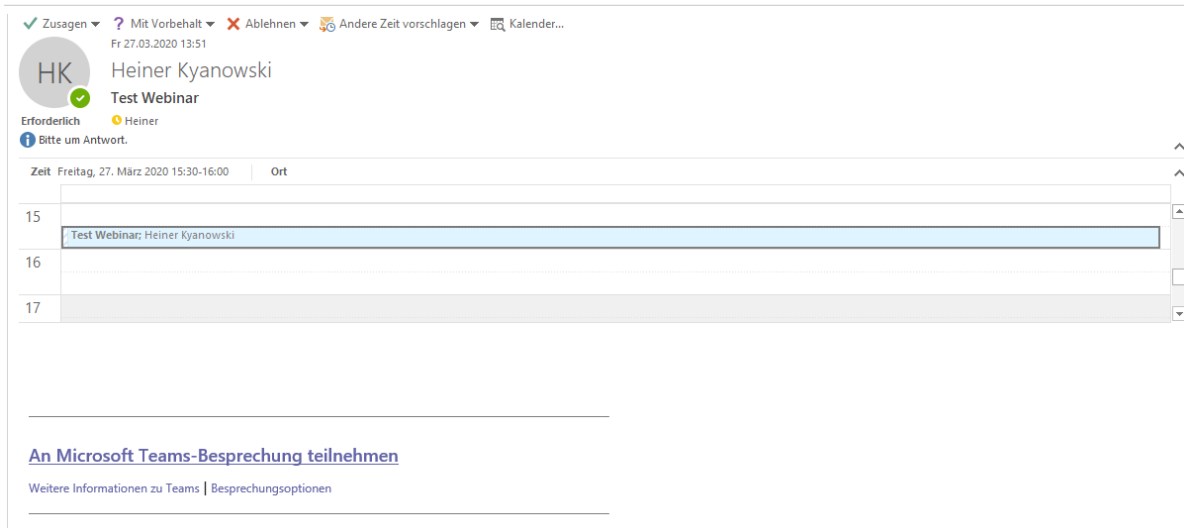 Zusagen Mit Vorbehalt Ablehnen Andere Zeit vorschlagen Kalender...
Fr 27.03.2020 13:51
HK
Heiner Kyanowski
Test Webinar
Erforderlich Heiner
Bitte um Antwort.
Zeit Freitag, 27. März 2020 15:30-16:00 Ort
15
Test Webinar; Heiner Kyanowski
16
17
An Microsoft Teams-Besprechung teilnehmen
Weitere Informationen zu Teams | Besprechungsoptionen